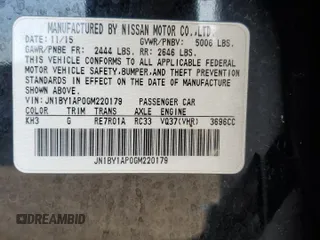 MANUFACTURED BY NISSAN MOTOR CO.,LTD.
DATE: 11/15 GVWR/PNBV: 5006 LBS.
GAWR/PNBE FR: 2444 LBS. RR: 2646 LBS.
THIS VEHICLE CONFORMS TO ALL APPLICABLE
FEDERAL MOTOR VEHICLE SAFETY, BUMPER, AND THEFT PREVENTION
STANDARDS IN EFFECT ON THE DATE OF MANUFACTURE
SHOWN ABOVE.
VIN: JN1BY1AP0GM220179 PASSENGER CAR
COLOR TRIM TRANS AXLE ENGINE
KH3 G RE7R01A RC33 VQ37(VHR) 3696CC
JN1BY1AP0GM220179
DREAMBID